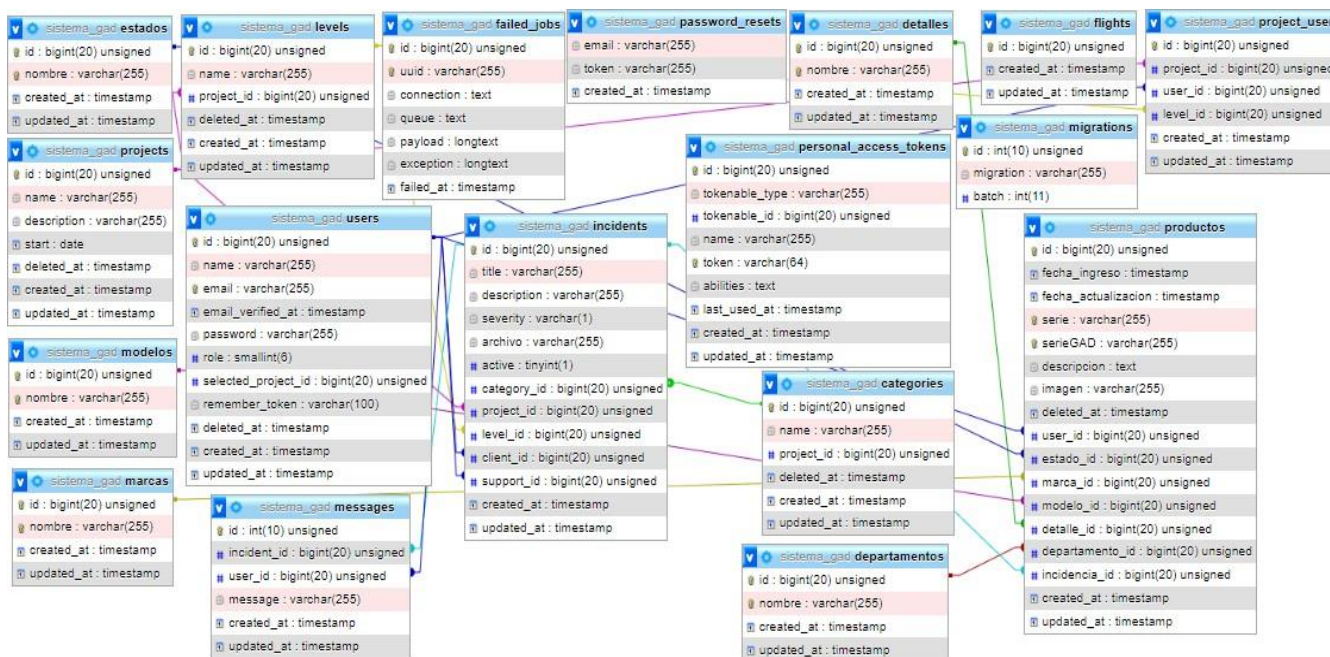 sistema_gad estados
id : bigint(20) unsigned
nombre : varchar(255)
created_at : timestamp
updated_at : timestamp
sistema_gad levels
id : bigint(20) unsigned
name : varchar(255)
project_id : bigint(20) unsigned
deleted_at : timestamp
created_at : timestamp
updated_at : timestamp
sistema_gad failed_jobs
id : bigint(20) unsigned
uuid : varchar(255)
connection : text
queue : text
payload : longtext
exception : longtext
failed_at : timestamp
sistema_gad password_resets
email : varchar(255)
token : varchar(255)
created_at : timestamp
sistema_gad detalles
id : bigint(20) unsigned
nombre : varchar(255)
created_at : timestamp
updated_at : timestamp
sistema_gad flights
id : bigint(20) unsigned
created_at : timestamp
updated_at : timestamp
sistema_gad project_user
id : bigint(20) unsigned
project_id : bigint(20) unsigned
user_id : bigint(20) unsigned
level_id : bigint(20) unsigned
created_at : timestamp
updated_at : timestamp
sistema_gad projects
id : bigint(20) unsigned
name : varchar(255)
description : varchar(255)
start : date
deleted_at : timestamp
created_at : timestamp
updated_at : timestamp
sistema_gad users
id : bigint(20) unsigned
name : varchar(255)
email : varchar(255)
email_verified_at : timestamp
password : varchar(255)
role : smallint(6)
selected_project_id : bigint(20) unsigned
remember_token : varchar(100)
deleted_at : timestamp
created_at : timestamp
updated_at : timestamp
sistema_gad incidents
id : bigint(20) unsigned
title : varchar(255)
description : varchar(255)
severity : varchar(1)
archivo : varchar(255)
active : tinyint(1)
category_id : bigint(20) unsigned
project_id : bigint(20) unsigned
level_id : bigint(20) unsigned
client_id : bigint(20) unsigned
support_id : bigint(20) unsigned
created_at : timestamp
updated_at : timestamp
sistema_gad personal_access_tokens
id : bigint(20) unsigned
tokenable_type : varchar(255)
tokenable_id : bigint(20) unsigned
name : varchar(255)
token : varchar(64)
abilities : text
last_used_at : timestamp
created_at : timestamp
updated_at : timestamp
sistema_gad migrations
id : int(10) unsigned
migration : varchar(255)
batch : int(11)
sistema_gad productos
id : bigint(20) unsigned
fecha_ingreso : timestamp
fecha_actualizacion : timestamp
serie : varchar(255)
serieGAD : varchar(255)
descripcion : text
imagen : varchar(255)
deleted_at : timestamp
user_id : bigint(20) unsigned
estado_id : bigint(20) unsigned
marca_id : bigint(20) unsigned
modelo_id : bigint(20) unsigned
detalle_id : bigint(20) unsigned
departamento_id : bigint(20) unsigned
incidencia_id : bigint(20) unsigned
created_at : timestamp
updated_at : timestamp
sistema_gad modelos
id : bigint(20) unsigned
nombre : varchar(255)
created_at : timestamp
updated_at : timestamp
sistema_gad categories
id : bigint(20) unsigned
name : varchar(255)
project_id : bigint(20) unsigned
deleted_at : timestamp
created_at : timestamp
updated_at : timestamp
sistema_gad marcas
id : bigint(20) unsigned
nombre : varchar(255)
created_at : timestamp
updated_at : timestamp
sistema_gad messages
id : int(10) unsigned
incident_id : bigint(20) unsigned
user_id : bigint(20) unsigned
message : varchar(255)
created_at : timestamp
updated_at : timestamp
sistema_gad departamentos
id : bigint(20) unsigned
nombre : varchar(255)
created_at : timestamp
updated_at : timestamp